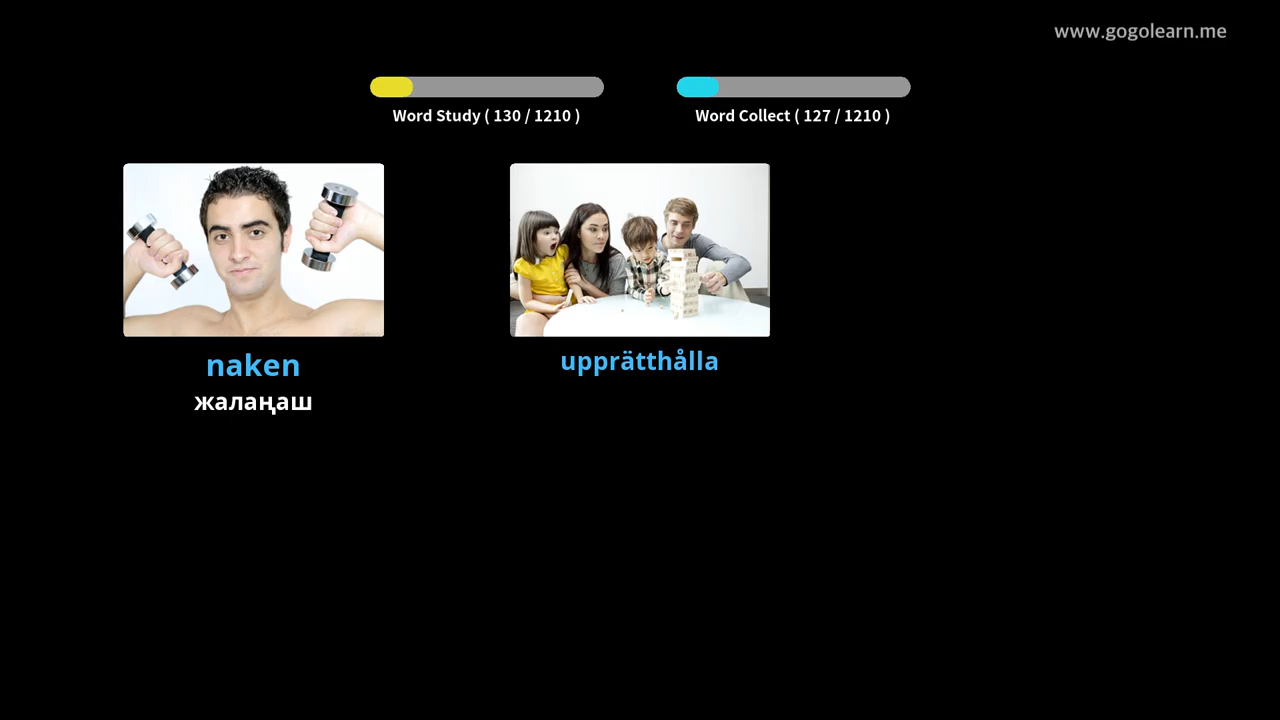 www.gogolearn.me
Word Study ( 130 / 1210 )
Word Collect ( 127 / 1210 )
naken
жалаңаш
upprätthålla